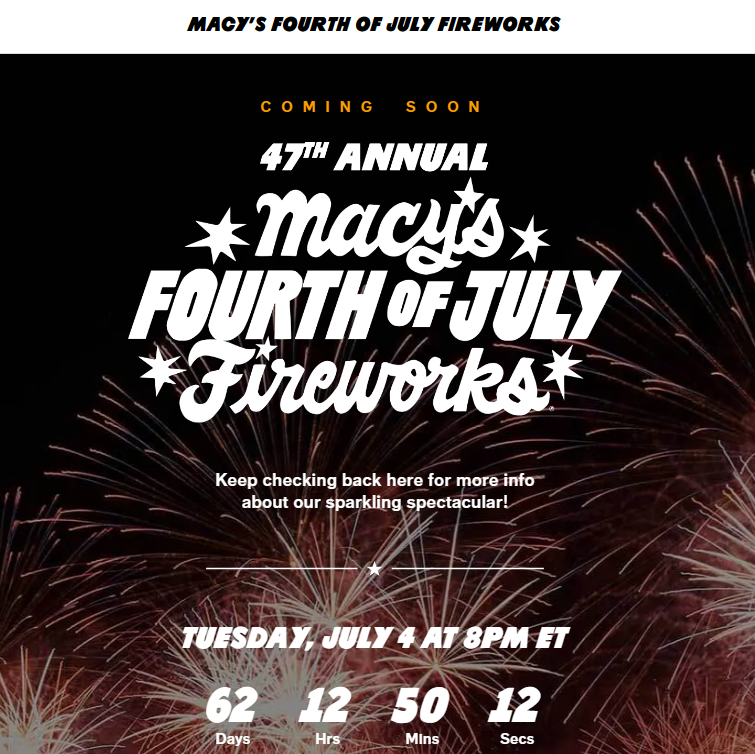 MACY'S FOURTH OF JULY FIREWORKS
COMING SOON
47TH ANNUAL
Macy's
FOURTH OF JULY
Fireworks®
Keep checking back here for more info
about our sparkling spectacular!
TUESDAY, JULY 4 AT 8PM ET
62 12 50 12
Days Hrs Mins Secs